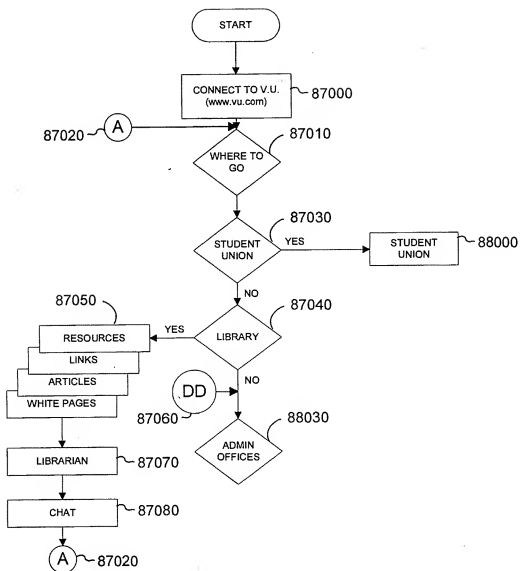 START
CONNECT TO V.U.
(www.vu.com)
87000
87020
A
87010
WHERE TO
GO
87030
STUDENT
UNION
YES
STUDENT
UNION
88000
NO
87050
87040
RESOURCES
YES
LIBRARY
LINKS
ARTICLES
WHITE PAGES
NO
DD
87060
88030
ADMIN
OFFICES
LIBRARIAN
87070
CHAT
87080
A
87020